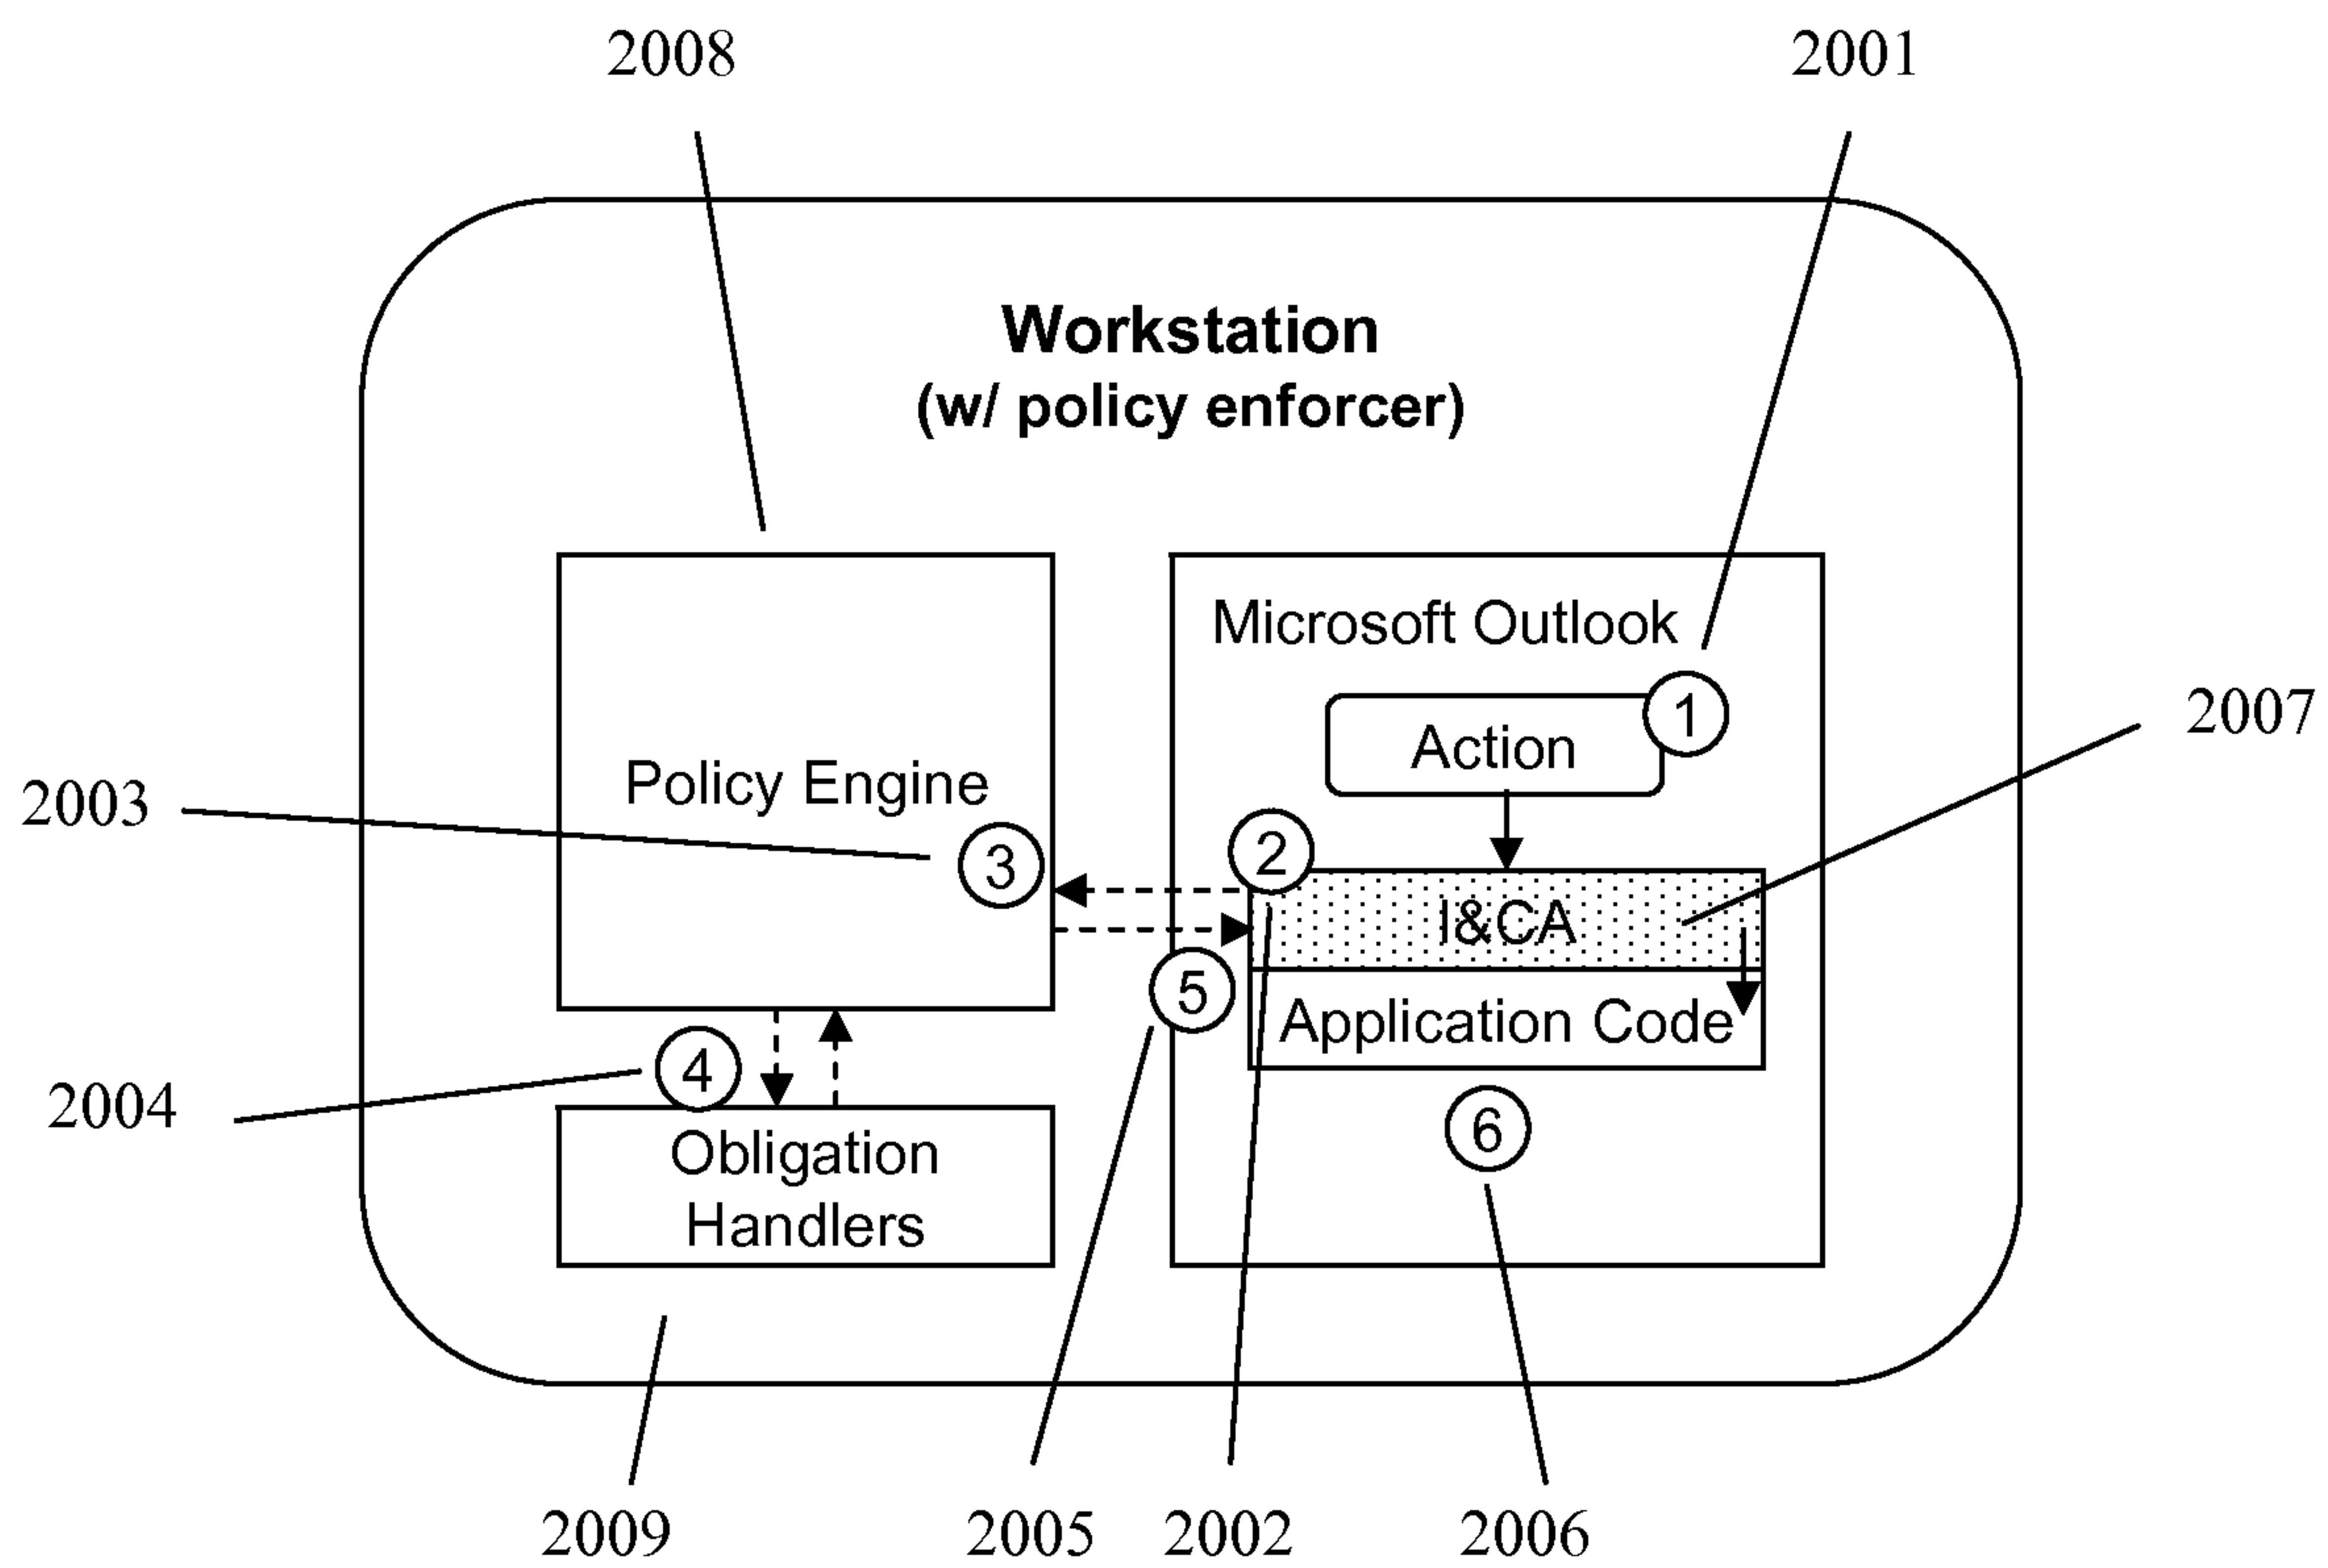 2008
2001
Workstation
(w/ policy enforcer)
Microsoft Outlook
1
2007
Action
Policy Engine
2003
2
3
I&CA
5
Application Code
4
2004
6
Obligation
Handlers
2009
2005
2002
2006